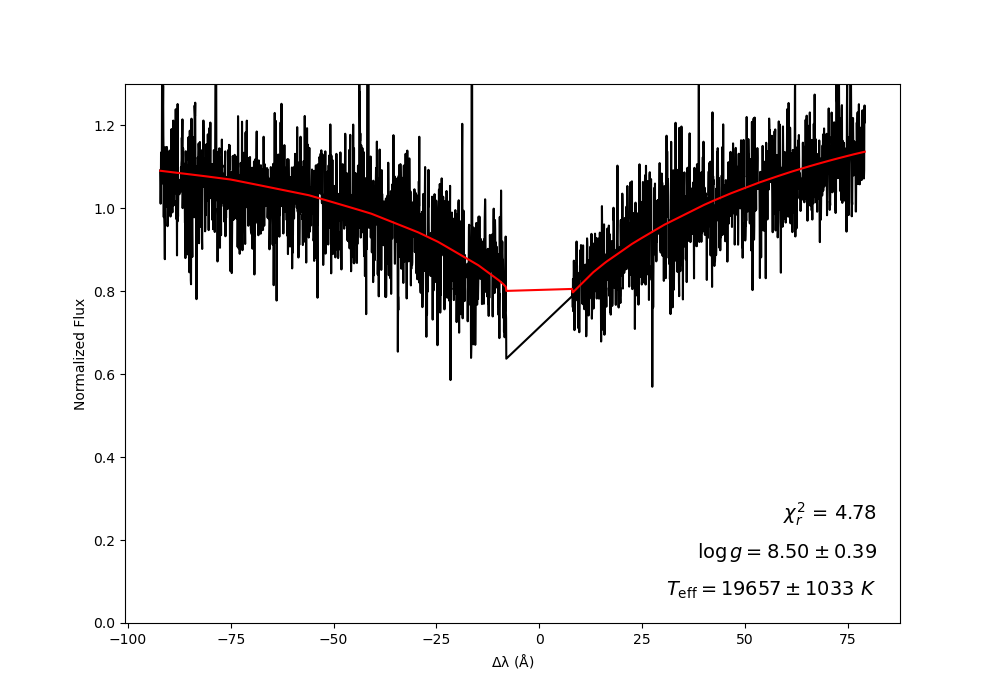 1.2
1.0
0.8
0.6
0.4
0.2
0.0
Normalized Flux
χ²ᵣ = 4.78
log g = 8.50 ± 0.39
T_eff = 19657 ± 1033 K
−100 −75 −50 −25 0 25 50 75
Δλ (Å)